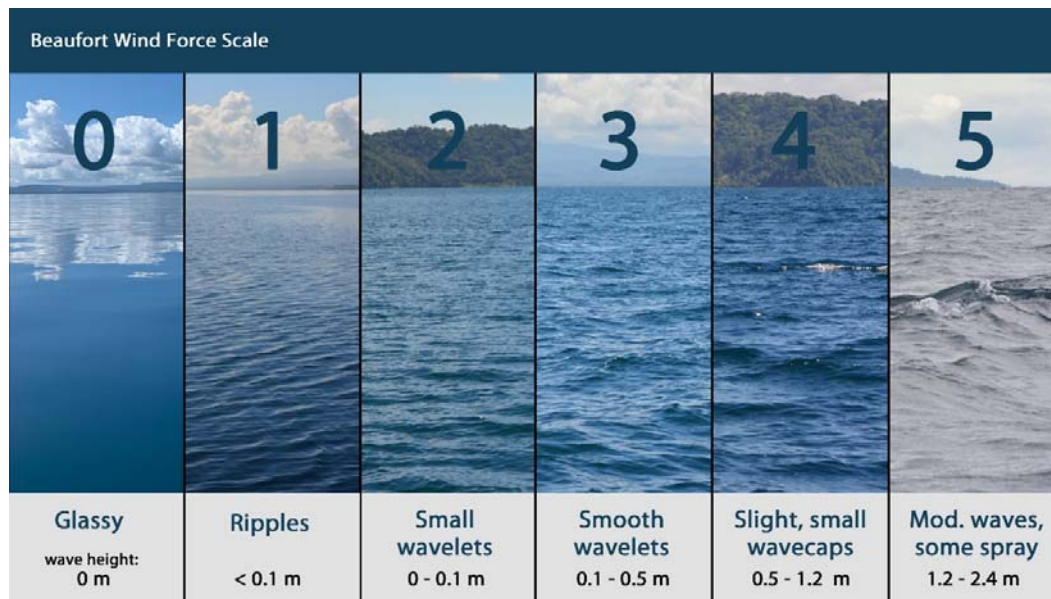 Beaufort Wind Force Scale
0
1
2
3
4
5
Glassy
wave height:
0 m
Ripples
< 0.1 m
Small
wavelets
0 - 0.1 m
Smooth
wavelets
0.1 - 0.5 m
Slight, small
wavecaps
0.5 - 1.2 m
Mod. waves,
some spray
1.2 - 2.4 m